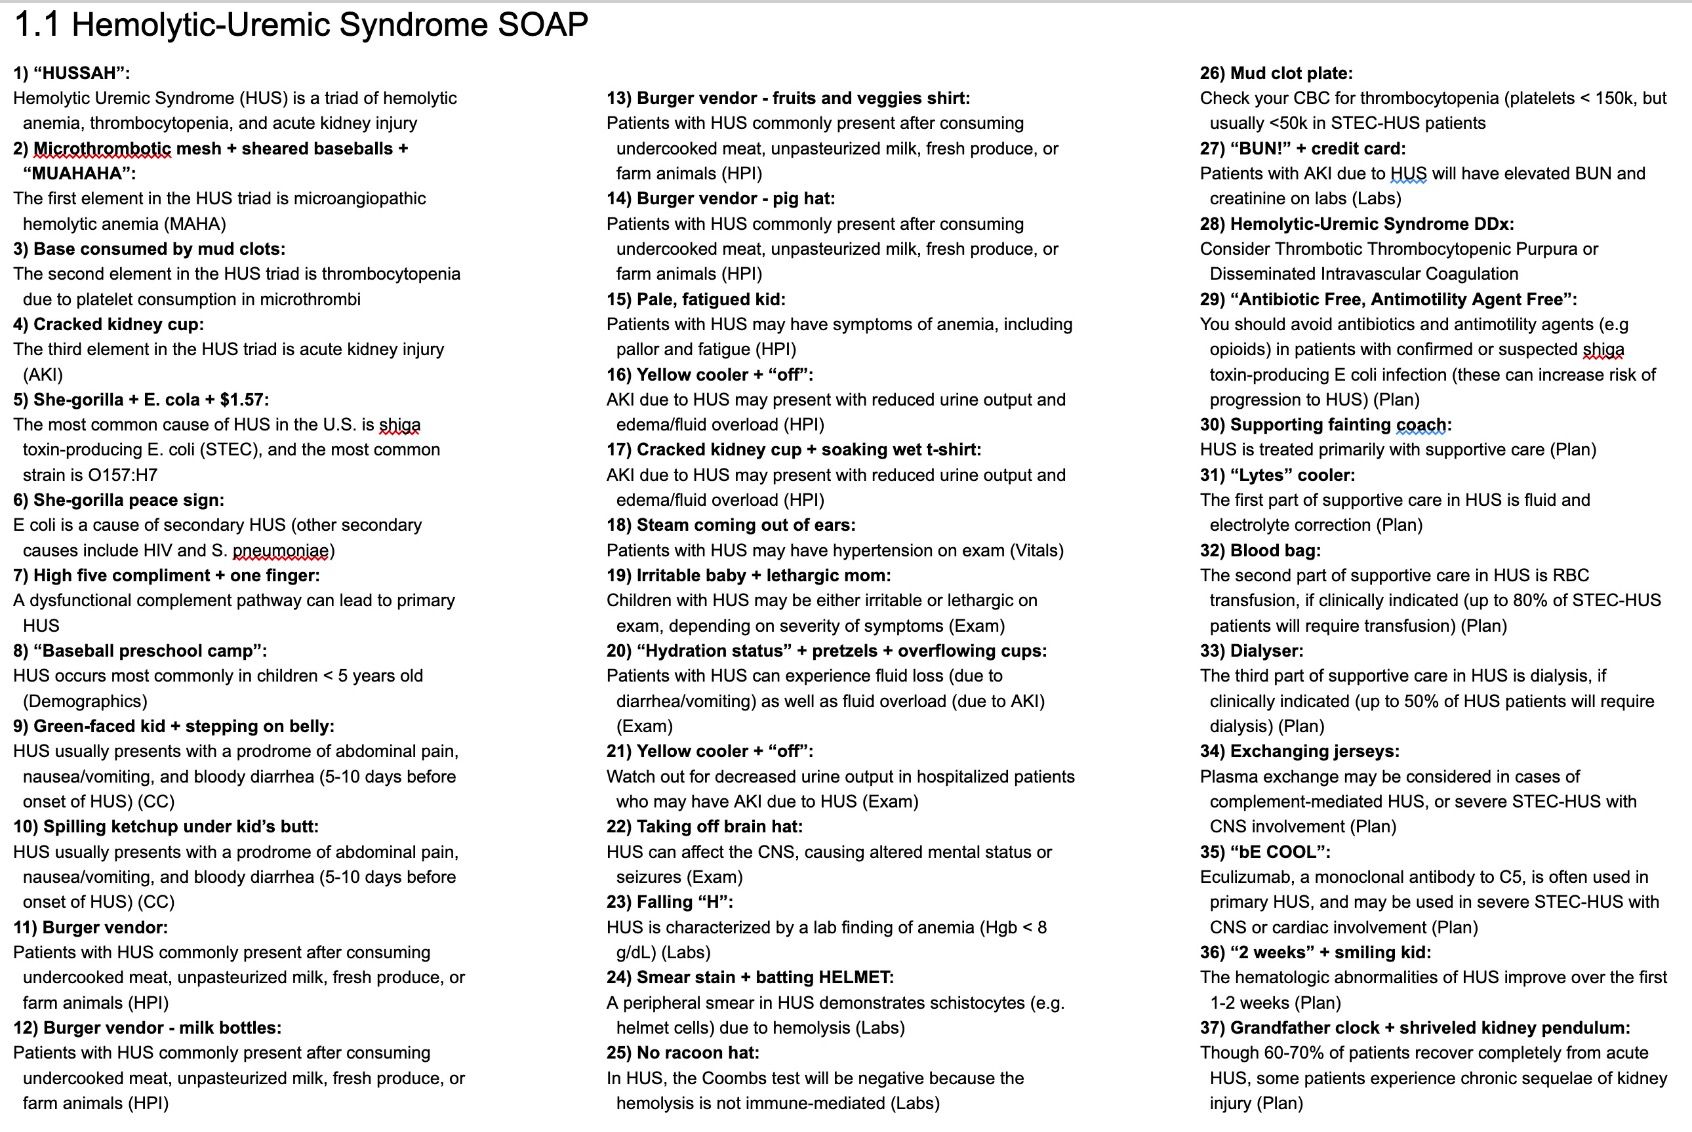 1.1 Hemolytic-Uremic Syndrome SOAP
1) “HUSSAH”:
Hemolytic Uremic Syndrome (HUS) is a triad of hemolytic
anemia, thrombocytopenia, and acute kidney injury
2) Microthrombotic mesh + sheared baseballs +
“MUAHAHA”:
The first element in the HUS triad is microangiopathic
hemolytic anemia (MAHA)
3) Base consumed by mud clots:
The second element in the HUS triad is thrombocytopenia
due to platelet consumption in microthrombi
4) Cracked kidney cup:
The third element in the HUS triad is acute kidney injury
(AKI)
5) She-gorilla + E. cola + $1.57:
The most common cause of HUS in the U.S. is shiga
toxin-producing E. coli (STEC), and the most common
strain is O157:H7
6) She-gorilla peace sign:
E coli is a cause of secondary HUS (other secondary
causes include HIV and S. pneumoniae)
7) High five compliment + one finger:
A dysfunctional complement pathway can lead to primary
HUS
8) “Baseball preschool camp”:
HUS occurs most commonly in children < 5 years old
(Demographics)
9) Green-faced kid + stepping on belly:
HUS usually presents with a prodrome of abdominal pain,
nausea/vomiting, and bloody diarrhea (5-10 days before
onset of HUS) (CC)
10) Spilling ketchup under kid’s butt:
HUS usually presents with a prodrome of abdominal pain,
nausea/vomiting, and bloody diarrhea (5-10 days before
onset of HUS) (CC)
11) Burger vendor:
Patients with HUS commonly present after consuming
undercooked meat, unpasteurized milk, fresh produce, or
farm animals (HPI)
12) Burger vendor - milk bottles:
Patients with HUS commonly present after consuming
undercooked meat, unpasteurized milk, fresh produce, or
farm animals (HPI)
13) Burger vendor - fruits and veggies shirt:
Patients with HUS commonly present after consuming
undercooked meat, unpasteurized milk, fresh produce, or
farm animals (HPI)
14) Burger vendor - pig hat:
Patients with HUS commonly present after consuming
undercooked meat, unpasteurized milk, fresh produce, or
farm animals (HPI)
15) Pale, fatigued kid:
Patients with HUS may have symptoms of anemia, including
pallor and fatigue (HPI)
16) Yellow cooler + “off”:
AKI due to HUS may present with reduced urine output and
edema/fluid overload (HPI)
17) Cracked kidney cup + soaking wet t-shirt:
AKI due to HUS may present with reduced urine output and
edema/fluid overload (HPI)
18) Steam coming out of ears:
Patients with HUS may have hypertension on exam (Vitals)
19) Irritable baby + lethargic mom:
Children with HUS may be either irritable or lethargic on
exam, depending on severity of symptoms (Exam)
20) “Hydration status” + pretzels + overflowing cups:
Patients with HUS can experience fluid loss (due to
diarrhea/vomiting) as well as fluid overload (due to AKI)
(Exam)
21) Yellow cooler + “off”:
Watch out for decreased urine output in hospitalized patients
who may have AKI due to HUS (Exam)
22) Taking off brain hat:
HUS can affect the CNS, causing altered mental status or
seizures (Exam)
23) Falling “H”:
HUS is characterized by a lab finding of anemia (Hgb < 8
g/dL) (Labs)
24) Smear stain + batting HELMET:
A peripheral smear in HUS demonstrates schistocytes (e.g.
helmet cells) due to hemolysis (Labs)
25) No racoon hat:
In HUS, the Coombs test will be negative because the
hemolysis is not immune-mediated (Labs)
26) Mud clot plate:
Check your CBC for thrombocytopenia (platelets < 150k, but
usually <50k in STEC-HUS patients
27) “BUN!” + credit card:
Patients with AKI due to HUS will have elevated BUN and
creatinine on labs (Labs)
28) Hemolytic-Uremic Syndrome DDx:
Consider Thrombotic Thrombocytopenic Purpura or
Disseminated Intravascular Coagulation
29) “Antibiotic Free, Antimotility Agent Free”:
You should avoid antibiotics and antimotility agents (e.g
opioids) in patients with confirmed or suspected shiga
toxin-producing E coli infection (these can increase risk of
progression to HUS) (Plan)
30) Supporting fainting coach:
HUS is treated primarily with supportive care (Plan)
31) “Lytes” cooler:
The first part of supportive care in HUS is fluid and
electrolyte correction (Plan)
32) Blood bag:
The second part of supportive care in HUS is RBC
transfusion, if clinically indicated (up to 80% of STEC-HUS
patients will require transfusion) (Plan)
33) Dialyser:
The third part of supportive care in HUS is dialysis, if
clinically indicated (up to 50% of HUS patients will require
dialysis) (Plan)
34) Exchanging jerseys:
Plasma exchange may be considered in cases of
complement-mediated HUS, or severe STEC-HUS with
CNS involvement (Plan)
35) “bE COOL”:
Eculizumab, a monoclonal antibody to C5, is often used in
primary HUS, and may be used in severe STEC-HUS with
CNS or cardiac involvement (Plan)
36) “2 weeks” + smiling kid:
The hematologic abnormalities of HUS improve over the first
1-2 weeks (Plan)
37) Grandfather clock + shriveled kidney pendulum:
Though 60-70% of patients recover completely from acute
HUS, some patients experience chronic sequelae of kidney
injury (Plan)